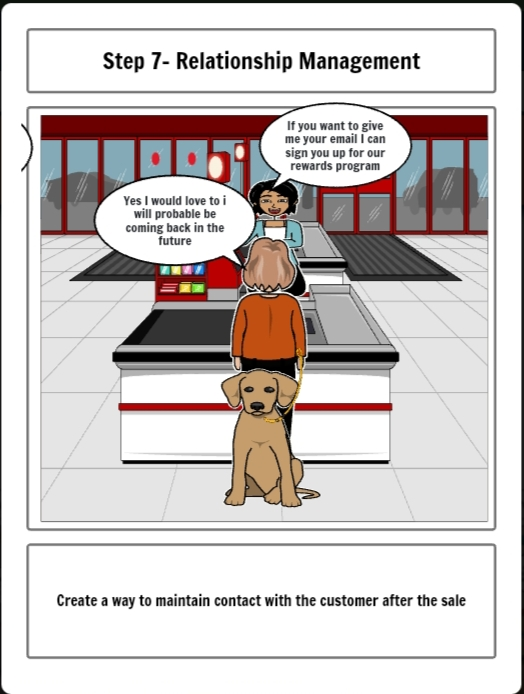 Step 7- Relationship Management
If you want to give
me your email I can
sign you up for our
rewards program
Yes I would love to i
will probable be
coming back in the
future
Create a way to maintain contact with the customer after the sale